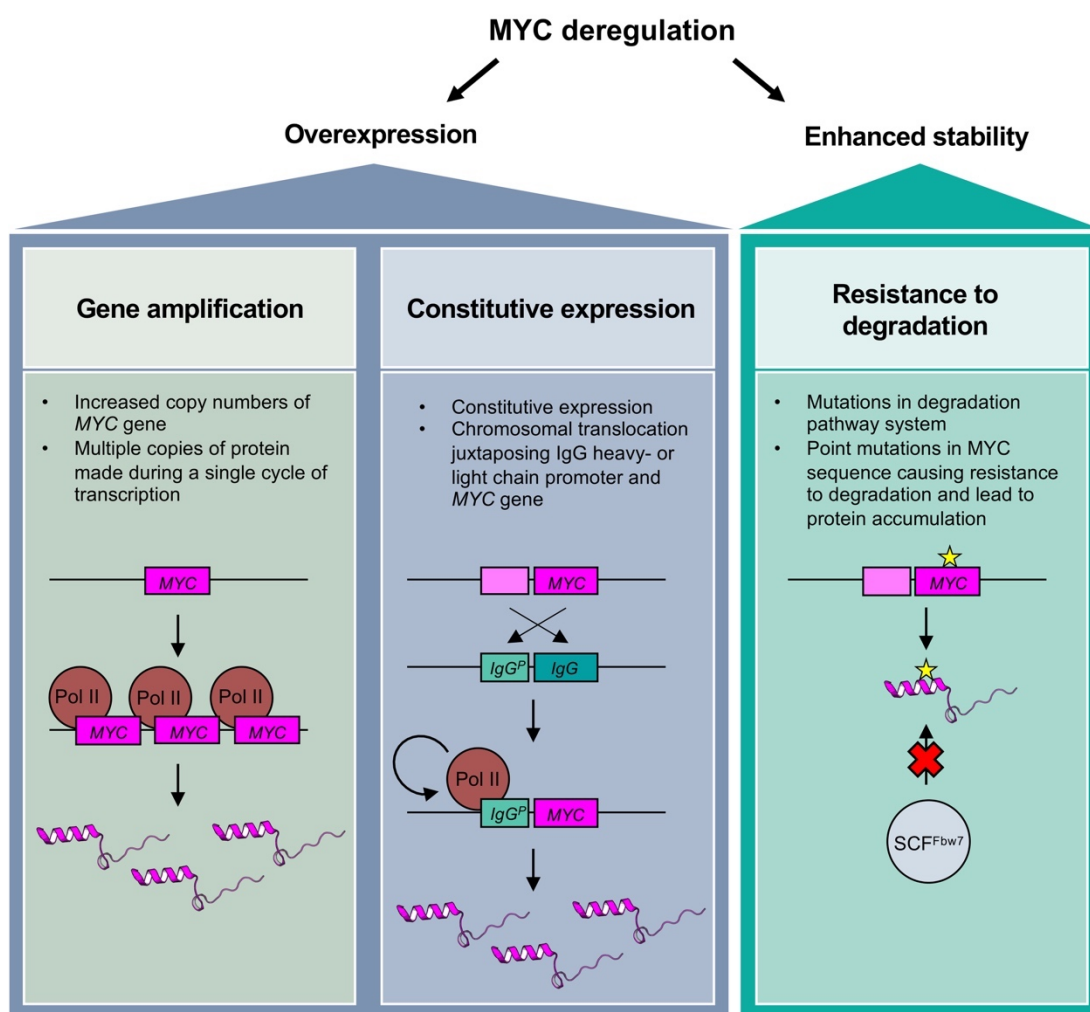 MYC deregulation
Overexpression
Enhanced stability
Gene amplification
• Increased copy numbers of
MYC gene
• Multiple copies of protein
made during a single cycle of
transcription
MYC
Pol II
Pol II
Pol II
MYC
MYC
MYC
Constitutive expression
• Constitutive expression
• Chromosomal translocation
juxtaposing IgG heavy- or
light chain promoter and
MYC gene
MYC
IgGᴾ
IgG
Pol II
IgGᴾ
MYC
Resistance to
degradation
• Mutations in degradation
pathway system
• Point mutations in MYC
sequence causing resistance
to degradation and lead to
protein accumulation
MYC
SCFFbw7